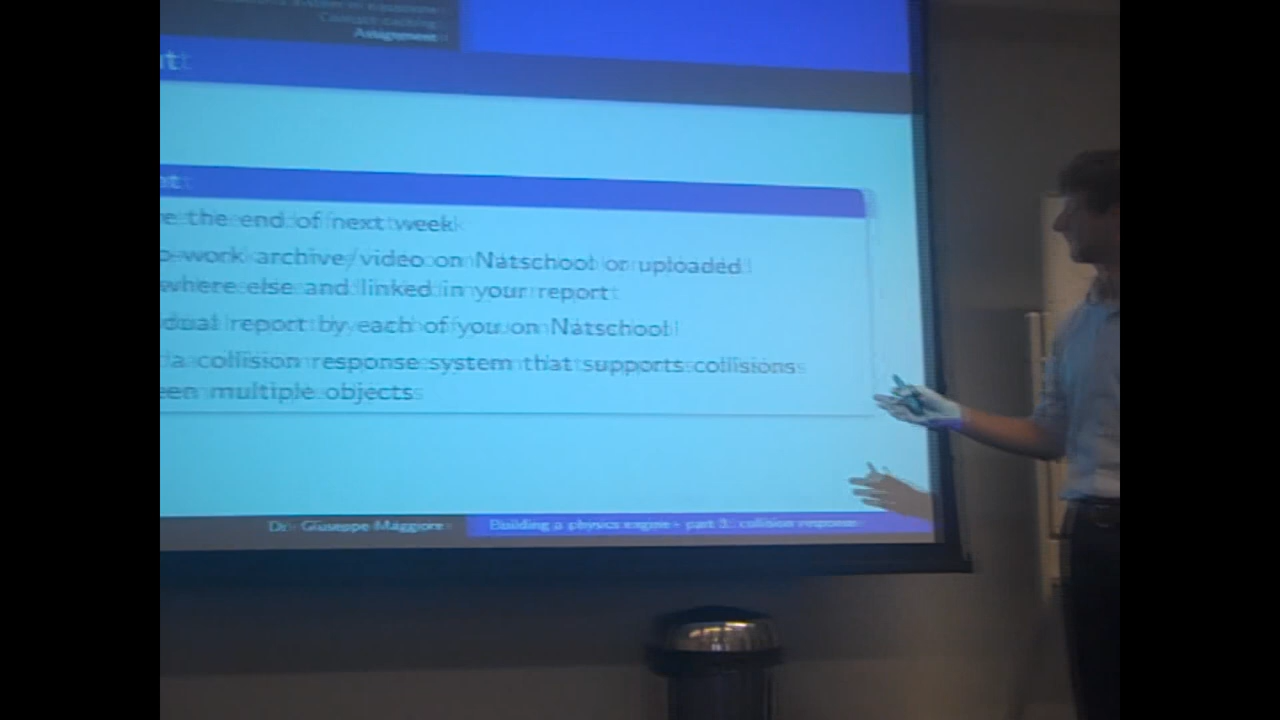 Contact caching
Assignment
the end of next week
work archive/video on Natschool or uploaded
where else and linked in your report
report by each of you on Natschool
a collision response system that supports collisions
multiple objects
Dr. Giuseppe Maggiore
Building a physics engine - part 3: collision response